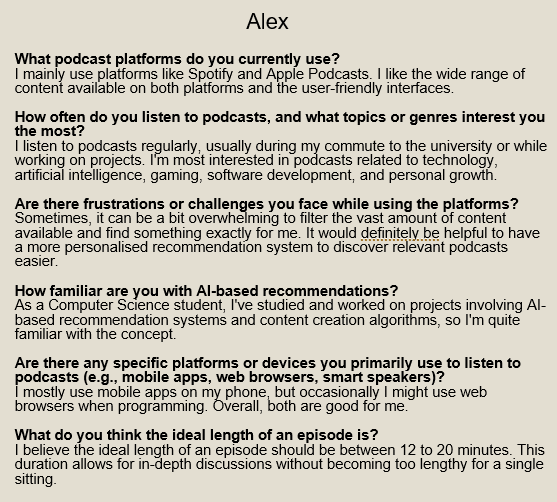 Alex
What podcast platforms do you currently use?
I mainly use platforms like Spotify and Apple Podcasts. I like the wide range of
content available on both platforms and the user-friendly interfaces.
How often do you listen to podcasts, and what topics or genres interest you
the most?
I listen to podcasts regularly, usually during my commute to the university or while
working on projects. I'm most interested in podcasts related to technology,
artificial intelligence, gaming, software development, and personal growth.
Are there frustrations or challenges you face while using the platforms?
Sometimes, it can be a bit overwhelming to filter the vast amount of content
available and find something exactly for me. It would definitely be helpful to have
a more personalised recommendation system to discover relevant podcasts
easier.
How familiar are you with AI-based recommendations?
As a Computer Science student, I've studied and worked on projects involving AI-
based recommendation systems and content creation algorithms, so I'm quite
familiar with the concept.
Are there any specific platforms or devices you primarily use to listen to
podcasts (e.g., mobile apps, web browsers, smart speakers)?
I mostly use mobile apps on my phone, but occasionally I might use web
browsers when programming. Overall, both are good for me.
What do you think the ideal length of an episode is?
I believe the ideal length of an episode should be between 12 to 20 minutes. This
duration allows for in-depth discussions without becoming too lengthy for a single
sitting.